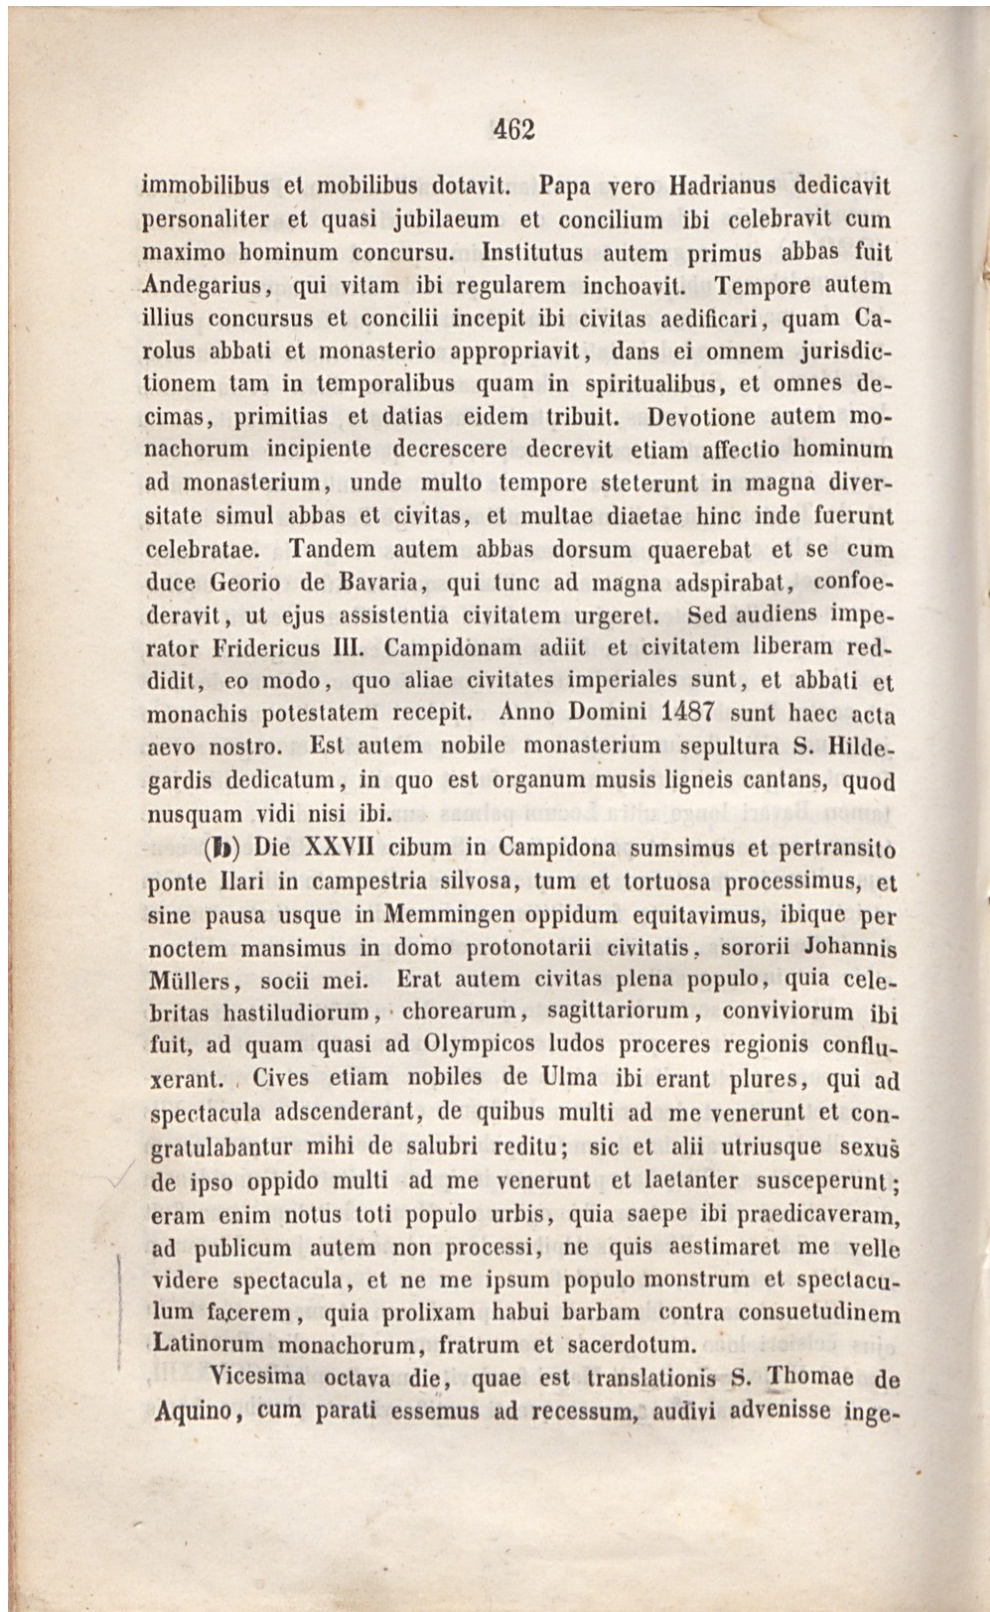 462
immobilibus et mobilibus dotavit. Papa vero Hadrianus dedicavit
personaliter et quasi jubilaeum et concilium ibi celebravit cum
maximo hominum concursu. Institutus autem primus abbas fuit
Andegarius, qui vitam ibi regularem inchoavit. Tempore autem
illius concursus et concilii incepit ibi civitas aedificari, quam Ca-
rolus abbati et monasterio appropriavit, dans ei omnem jurisdic-
tionem tam in temporalibus quam in spiritualibus, et omnes de-
cimas, primitias et datias eidem tribuit. Devotione autem mo-
nachorum incipiente decrescere decrevit etiam affectio hominum
ad monasterium, unde multo tempore steterunt in magna diver-
sitate simul abbas et civitas, et multae diaetae hinc inde fuerunt
celebratae. Tandem autem abbas dorsum quaerebat et se cum
duce Georio de Bavaria, qui tunc ad magna adspirabat, confoe-
deravit, ut ejus assistentia civitatem urgeret. Sed audiens impe-
rator Fridericus III. Campidonam adiit et civitatem liberam red-
didit, eo modo, quo aliae civitates imperiales sunt, et abbati et
monachis potestatem recepit. Anno Domini 1487 sunt haec acta
aevo nostro. Est autem nobile monasterium sepultura S. Hilde-
gardis dedicatum, in quo est organum musis ligneis cantans, quod
nusquam vidi nisi ibi.
(b) Die XXVII cibum in Campidona sumsimus et pertransito
ponte Ilari in campestria silvosa, tum et tortuosa processimus, et
sine pausa usque in Memmingen oppidum equitavimus, ibique per
noctem mansimus in domo protonotarii civitatis, sororii Johannis
Müllers, socii mei. Erat autem civitas plena populo, quia cele-
britas hastiludiorum, chorearum, sagittariorum, conviviorum ibi
fuit, ad quam quasi ad Olympicos ludos proceres regionis conflu-
xerant. Cives etiam nobiles de Ulma ibi erant plures, qui ad
spectacula adscenderant, de quibus multi ad me venerunt et con-
gratulabantur mihi de salubri reditu; sic et alii utriusque sexus
de ipso oppido multi ad me venerunt et laetanter susceperunt;
eram enim notus toti populo urbis, quia saepe ibi praedicaveram,
ad publicum autem non processi, ne quis aestimaret me velle
videre spectacula, et ne me ipsum populo monstrum et spectacu-
lum facerem, quia prolixam habui barbam contra consuetudinem
Latinorum monachorum, fratrum et sacerdotum.
Vicesima octava die, quae est translationis S. Thomae de
Aquino, cum parati essemus ad recessum, audivi advenisse inge-